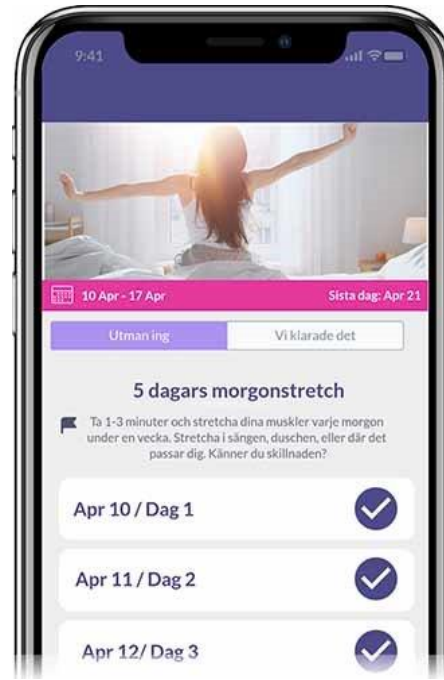 9:41
10 Apr - 17 Apr Sista dag: Apr 21
Utman ing Vi klarade det
5 dagars morgonstretch
Ta 1-3 minuter och stretcha dina muskler varje morgon
under en vecka. Stretcha i sängen, duschen, eller där det
passar dig. Känner du skillnaden?
Apr 10 / Dag 1
Apr 11 / Dag 2
Apr 12/ Dag 3